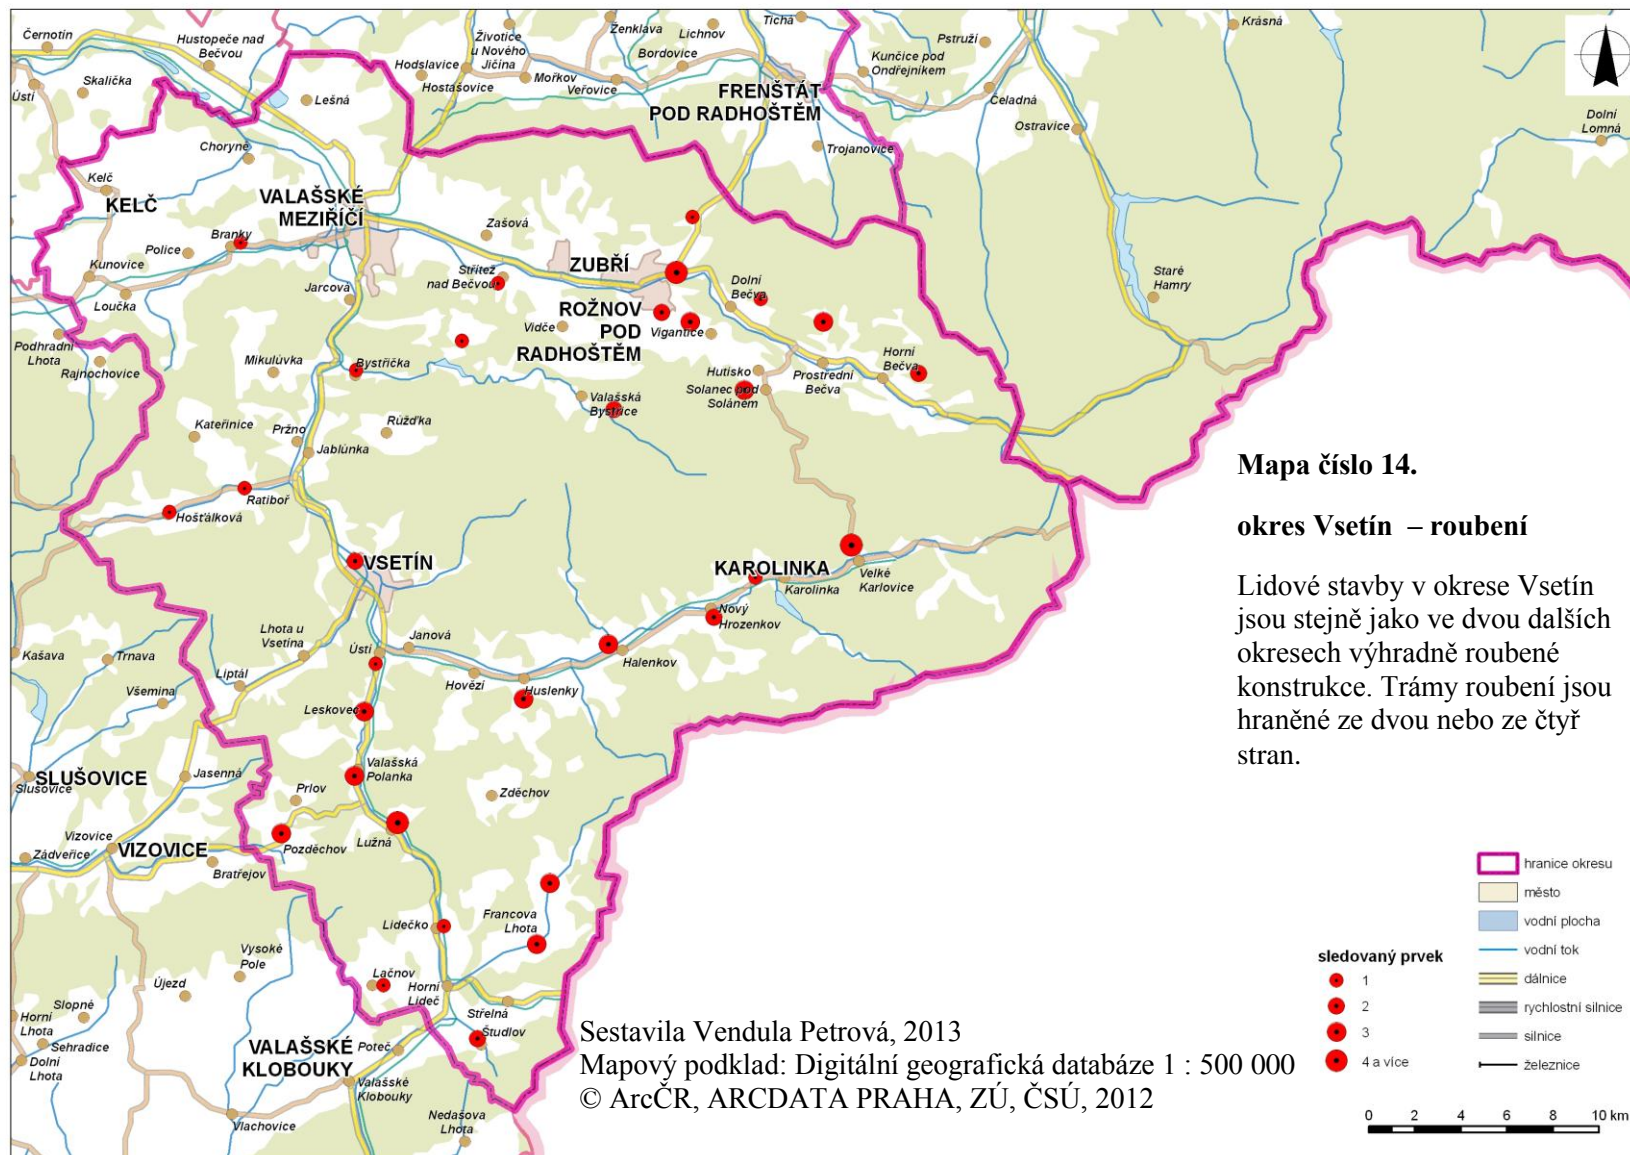 Černotín
Hustopeče nad
Bečvou
Skalička
Ústí
Lešná
Choryně
Hodslavice
Hostašovice
Životice
u Nového
Jičína
Mořkov
Veřovice
Ženklava
Bordovice
Lichnov
Tichá
FRENŠTÁT
POD RADHOŠTĚM
Kunčice pod
Ondřejníkem
Pstruží
Čeladná
Ostravice
Trojanovice
Krásná
Dolní
Lomná
Staré
Hamry
Kelč
KELČ
VALAŠSKÉ
MEZIŘÍČÍ
Branky
Police
Kunovice
Loučka
Jarcová
Zašová
Střítež
nad Bečvou
ZUBŘÍ
ROŽNOV
POD
RADHOŠTĚM
Vidče
Vigantice
Dolní
Bečva
Prostřední
Bečva
Horní
Bečva
Hutisko
Solanec pod
Soláněm
Valašská
Bystřice
Podhradní
Lhota
Rajnochovice
Mikulůvka
Bystřička
Kateřinice
Pržno
Růžďka
Jablůnka
Ratiboř
Hošťálková
VSETÍN
KAROLINKA
Karolinka
Velké
Karlovice
Nový
Hrozenkov
Halenkov
Huslenky
Hovězí
Janová
Ústí
Lhota u
Vsetína
Liptál
Kašava
Trnava
Všemina
Leskovec
Valašská
Polanka
SLUŠOVICE
Slušovice
Jasenná
Prlov
Zděchov
Vizovice
VIZOVICE
Zádveřice
Bratřejov
Pozděchov
Lužná
Lidečko
Francova
Lhota
Vysoké
Pole
Újezd
Slopné
Horní
Lhota
Sehradice
Dolní
Lhota
Lačnov
Horní
Lideč
Střelná
Študlov
VALAŠSKÉ
KLOBOUKY
Poteč
Valašské
Klobouky
Vlachovice
Nedašova
Lhota
Mapa číslo 14.
okres Vsetín – roubení
Lidové stavby v okrese Vsetín
jsou stejně jako ve dvou dalších
okresech výhradně roubené
konstrukce. Trámy roubení jsou
hraněné ze dvou nebo ze čtyř
stran.
sledovaný prvek
1
2
3
4 a více
hranice okresu
město
vodní plocha
vodní tok
dálnice
rychlostní silnice
silnice
železnice
0 2 4 6 8 10 km
Sestavila Vendula Petrová, 2013
Mapový podklad: Digitální geografická databáze 1 : 500 000
© ArcČR, ARCDATA PRAHA, ZÚ, ČSÚ, 2012